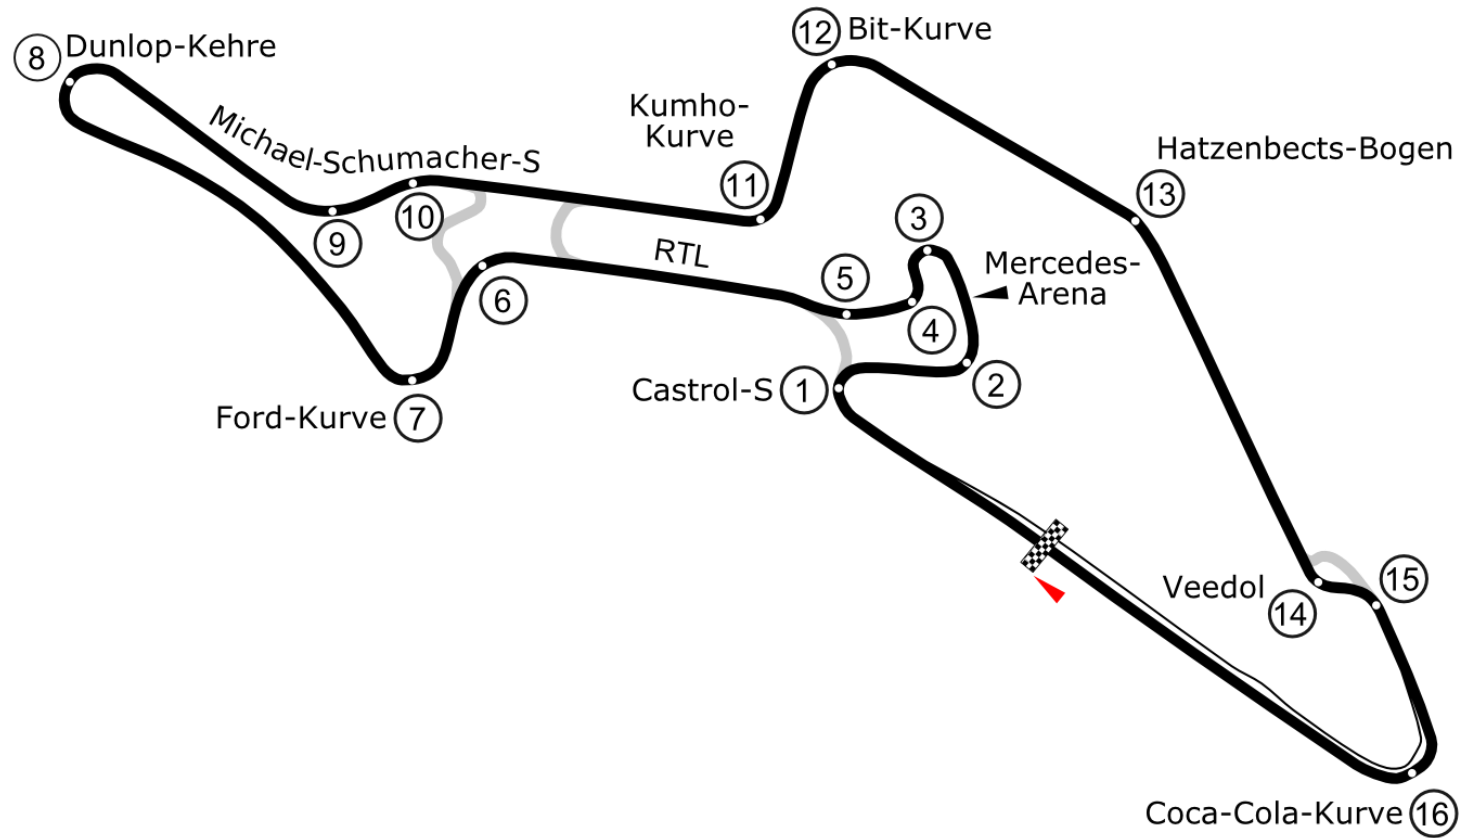 8 Dunlop-Kehre
12 Bit-Kurve
Michael-Schumacher-S
Kumho-
Kurve
11
Hatzenbects-Bogen
13
10
9
3
RTL
5
Mercedes-
Arena
6
4
Castrol-S 1
2
Ford-Kurve 7
Veedol
14
15
Coca-Cola-Kurve 16